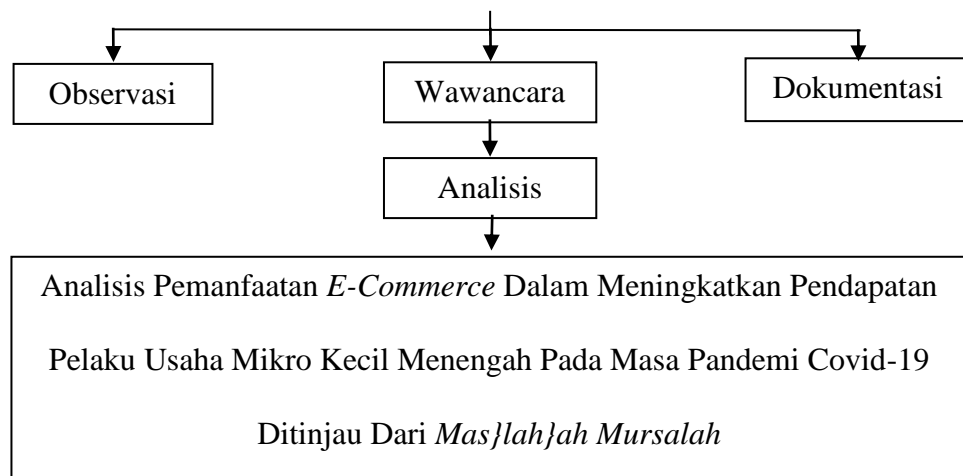 Observasi
Wawancara
Dokumentasi
Analisis
Analisis Pemanfaatan E-Commerce Dalam Meningkatkan Pendapatan
Pelaku Usaha Mikro Kecil Menengah Pada Masa Pandemi Covid-19
Ditinjau Dari Mas}lah}ah Mursalah